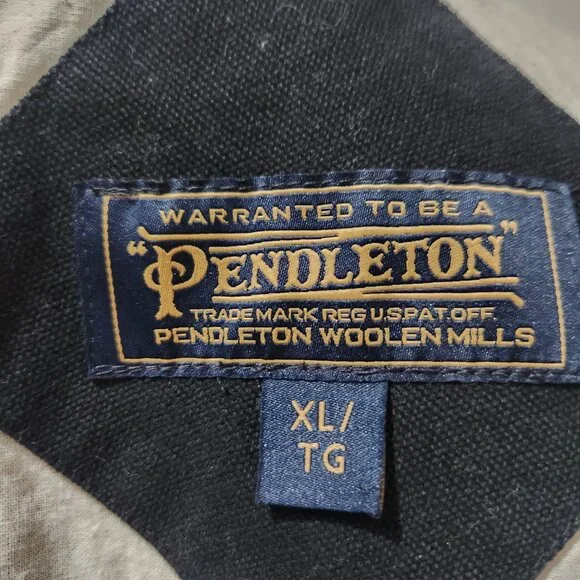 WARRANTED TO BE A
"PENDLETON"
TRADE MARK REG U.S.PAT.OFF.
PENDLETON WOOLEN MILLS
XL/
TG